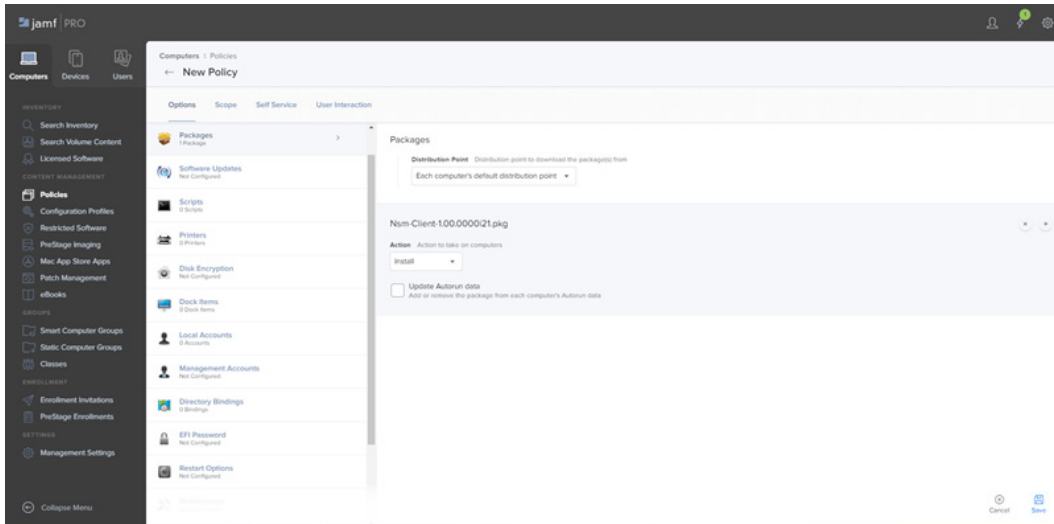 jamf PRO
1
Computers
Devices
Users
INVENTORY
Search Inventory
Search Volume Content
Licensed Software
CONTENT MANAGEMENT
Policies
Configuration Profiles
Restricted Software
PreStage Imaging
Mac App Store Apps
Patch Management
eBooks
GROUPS
Smart Computer Groups
Static Computer Groups
Classes
ENROLLMENT
Enrollment Invitations
PreStage Enrollments
SETTINGS
Management Settings
Collapse Menu
Computers : Policies
← New Policy
Options Scope Self Service User Interaction
Packages
1 Package
Software Updates
Not Configured
Scripts
0 Scripts
Printers
0 Printers
Disk Encryption
Not Configured
Dock Items
0 Dock Items
Local Accounts
0 Accounts
Management Accounts
Not Configured
Directory Bindings
0 Bindings
EFI Password
Not Configured
Restart Options
Not Configured
Packages
Distribution Point Distribution point to download the package(s) from
Each computer's default distribution point
Nsm-Client-1.00.0000i21.pkg
Action Action to take on computers
Install
Update Autorun data
Add or remove the package from each computer's Autorun data
Cancel
Save